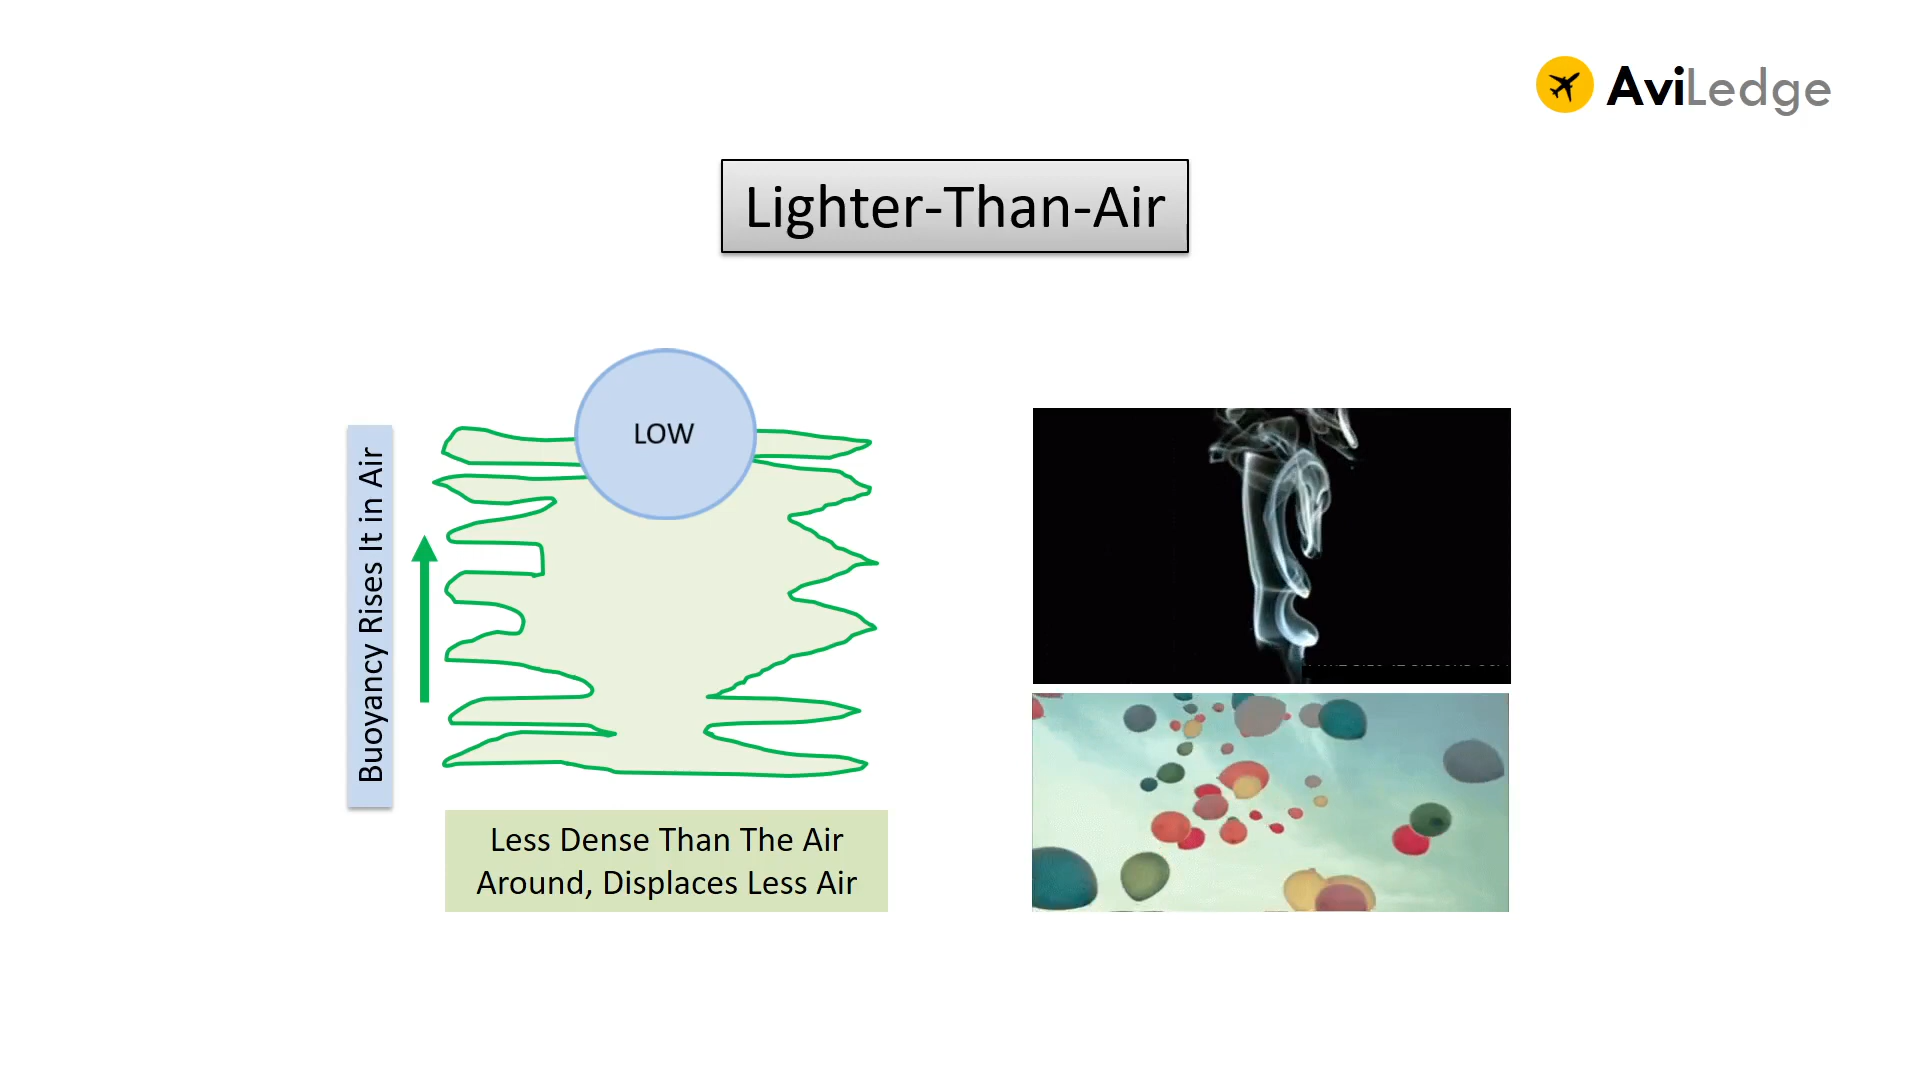 AviLedge
Lighter-Than-Air
LOW
Buoyancy Rises It in Air
Less Dense Than The Air
Around, Displaces Less Air